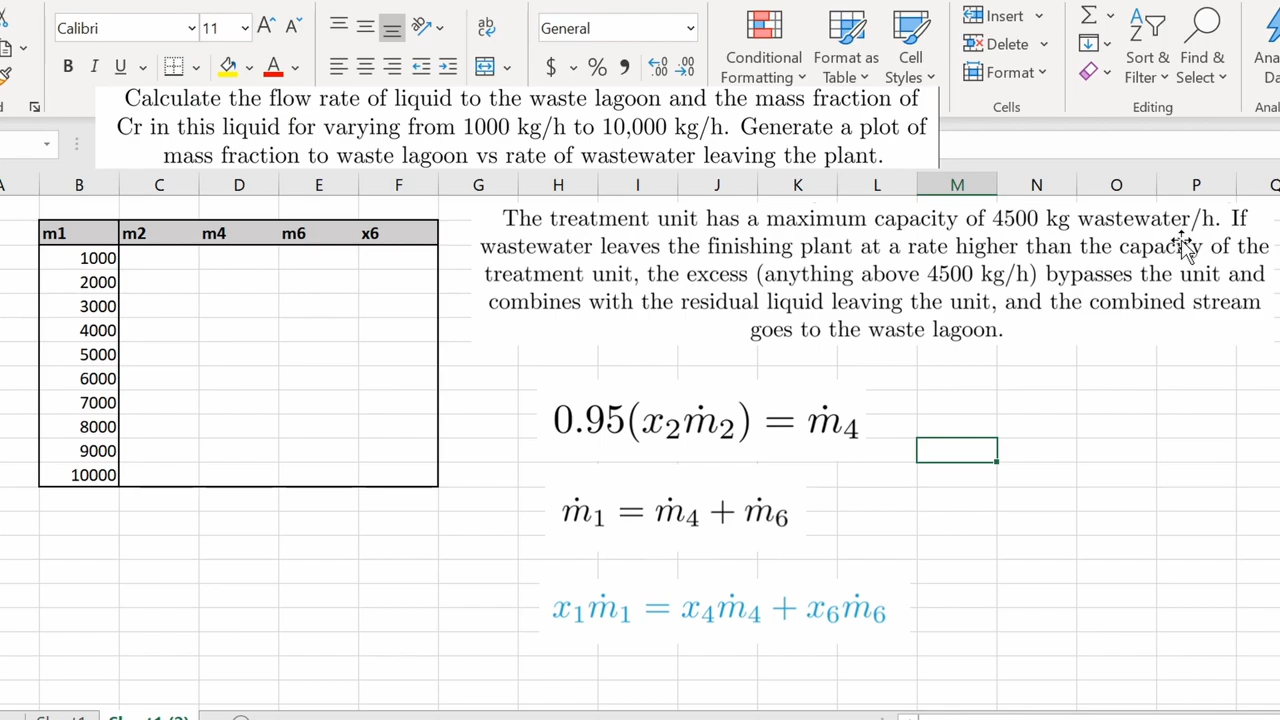 Calibri
11
General
Insert
Delete
Format
Conditional
Formatting
Format as
Table
Cell
Styles
Sort &
Filter
Find &
Select
Cells
Editing
Calculate the flow rate of liquid to the waste lagoon and the mass fraction of
Cr in this liquid for varying from 1000 kg/h to 10,000 kg/h. Generate a plot of
mass fraction to waste lagoon vs rate of wastewater leaving the plant.
A B C D E F G H I J K L M N O P Q
m1 m2 m4 m6 x6
1000
2000
3000
4000
5000
6000
7000
8000
9000
10000
The treatment unit has a maximum capacity of 4500 kg wastewater/h. If
wastewater leaves the finishing plant at a rate higher than the capacity of the
treatment unit, the excess (anything above 4500 kg/h) bypasses the unit and
combines with the residual liquid leaving the unit, and the combined stream
goes to the waste lagoon.
0.95(x₂ṁ₂) = ṁ₄
ṁ₁ = ṁ₄ + ṁ₆
x₁ṁ₁ = x₄ṁ₄ + x₆ṁ₆